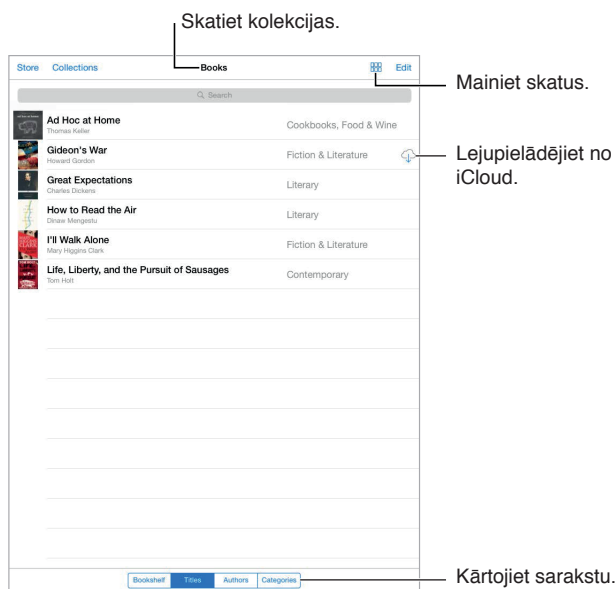 Skatiet kolekcijas.
Store Collections Books Edit
Mainiet skatus.
Search
Ad Hoc at Home
Thomas Keller
Cookbooks, Food & Wine
Gideon's War
Howard Gordon
Fiction & Literature
Lejupielādējiet no
iCloud.
Great Expectations
Charles Dickens
Literary
How to Read the Air
Dinaw Mengestu
Literary
I'll Walk Alone
Mary Higgins Clark
Fiction & Literature
Life, Liberty, and the Pursuit of Sausages
Tom Holt
Contemporary
Bookshelf Titles Authors Categories
Kārtojiet sarakstu.